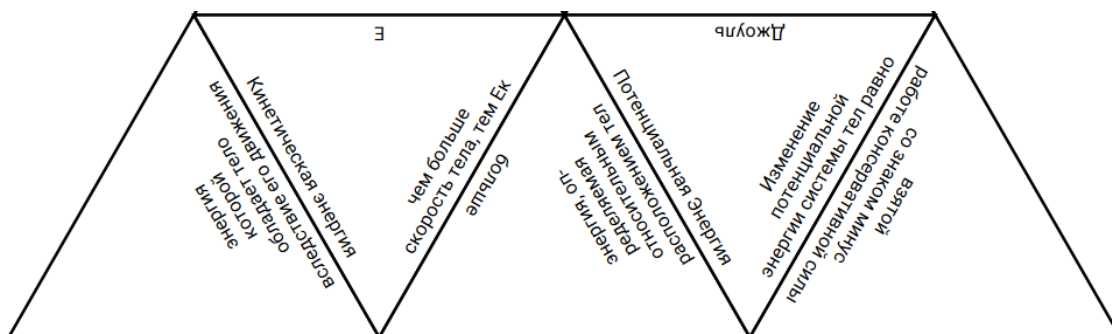 Е
Джоуль
энергия
которой
обладает тело
вследствие его движения
Кинетическая энергия
чем больше
скорость тела, тем Ек
больше
энергия, оп-
ределяемая
относительным
расположением тел
Потенциальная Энергия
Изменение
потенциальной
энергии системы тел равно
работе консервативной силы
со знаком минус
взятой